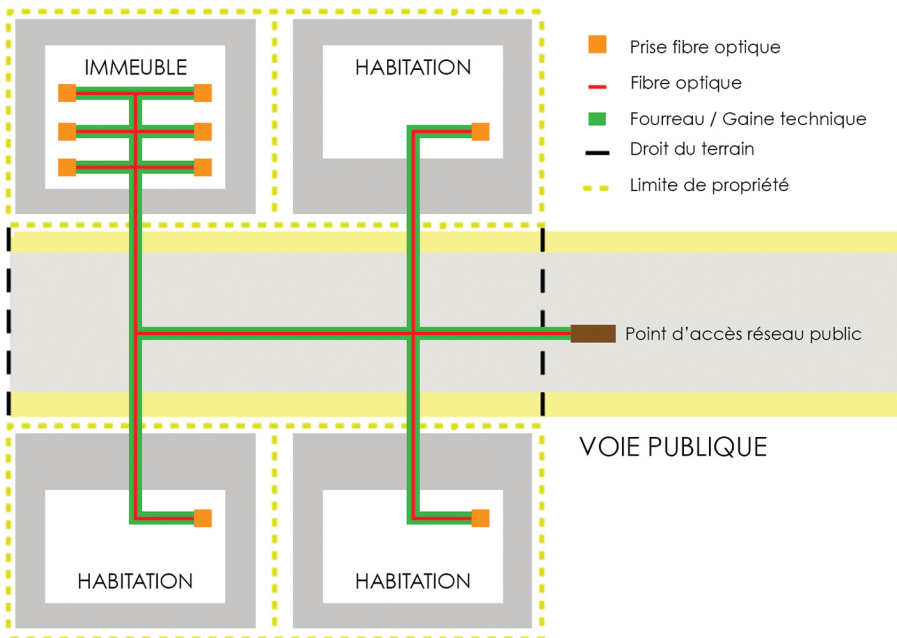 IMMEUBLE
HABITATION
Prise fibre optique
Fibre optique
Fourreau / Gaine technique
Droit du terrain
Limite de propriété
Point d’accès réseau public
VOIE PUBLIQUE
HABITATION
HABITATION